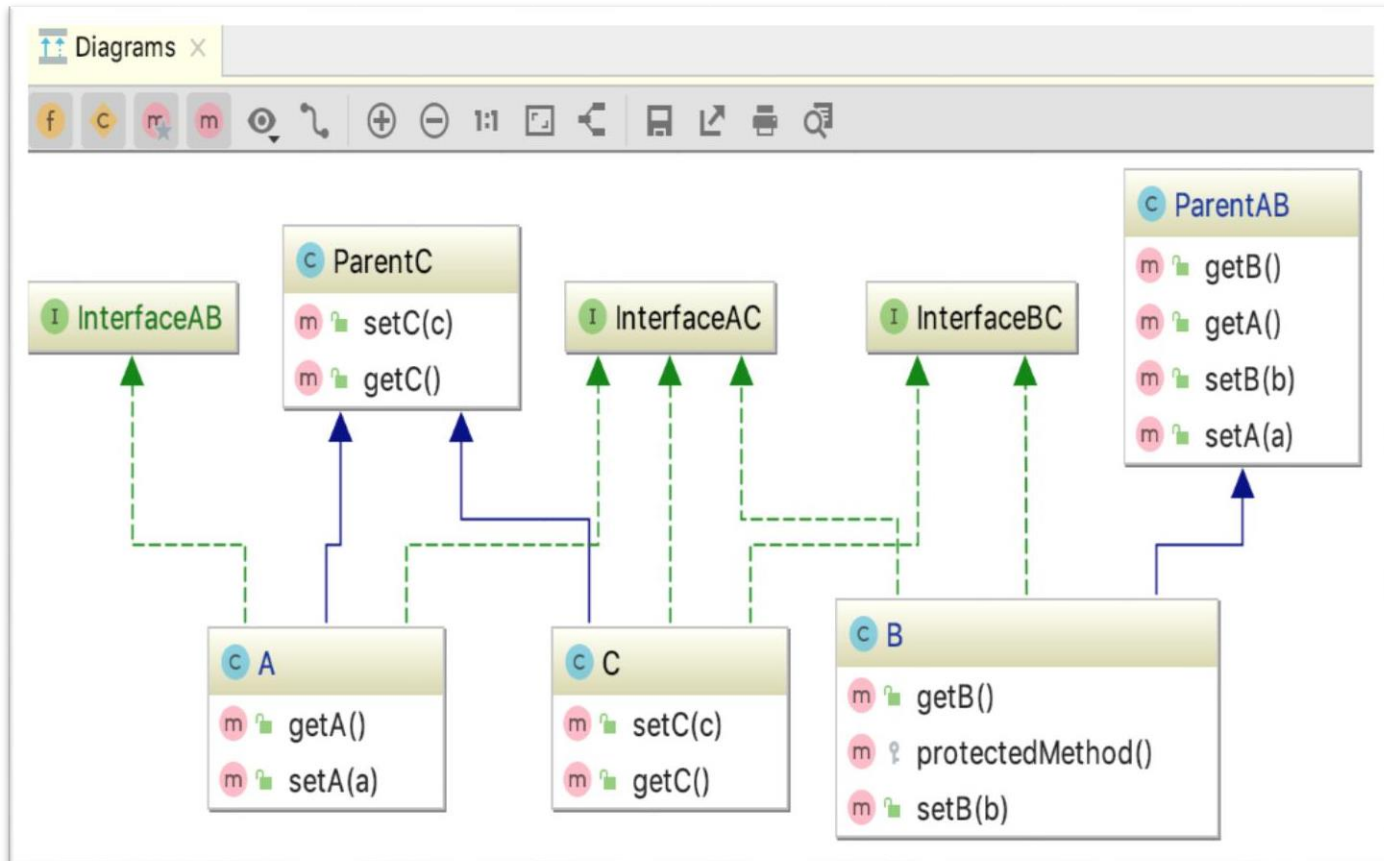 Diagrams
f c m m 1:1
C ParentAB
m getB()
m getA()
m setB(b)
m setA(a)
C ParentC
m setC(c)
m getC()
I InterfaceAB
I InterfaceAC
I InterfaceBC
C A
m getA()
m setA(a)
C C
m setC(c)
m getC()
C B
m getB()
m protectedMethod()
m setB(b)